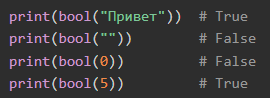 print(bool("Привет"))  # True
print(bool(""))        # False
print(bool(0))         # False
print(bool(5))         # True